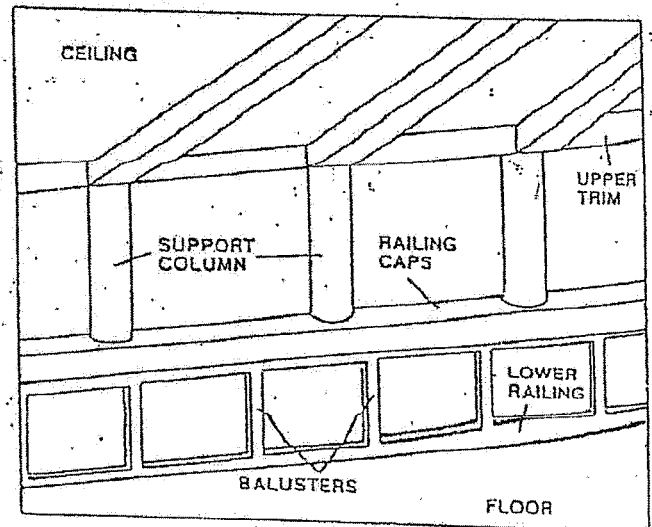 CEILING
UPPER
TRIM
SUPPORT
COLUMN
RAILING
CAPS
LOWER
RAILING
BALUSTERS
FLOOR